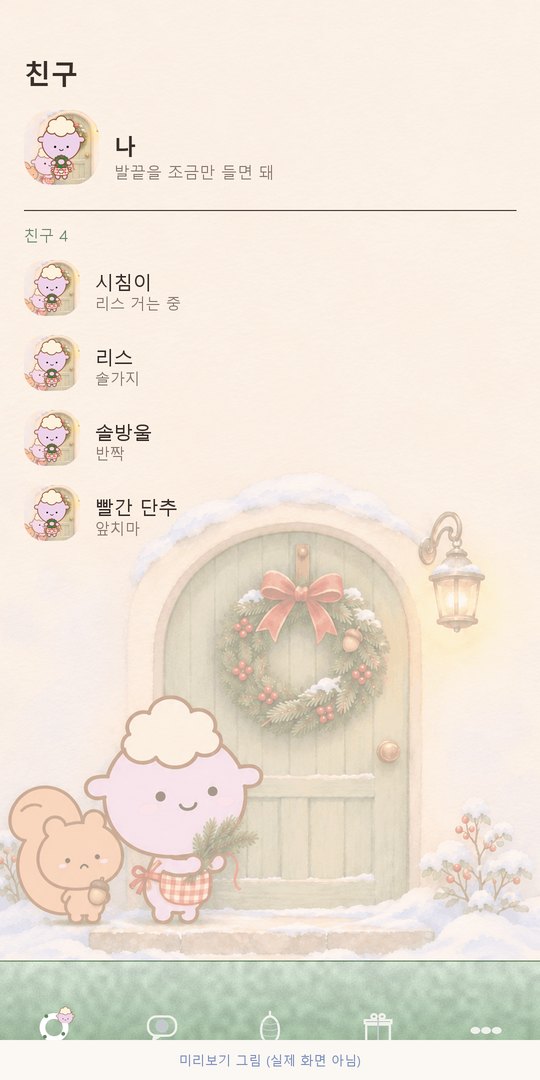 친구
나
발끝을 조금만 들면 돼
친구 4
시침이
리스 거는 중
리스
솔가지
솔방울
반짝
빨간 단추
앞치마
미리보기 그림 (실제 화면 아님)